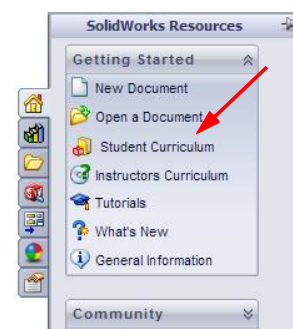 SolidWorks Resources
Getting Started
New Document
Open a Document
Student Curriculum
Instructors Curriculum
Tutorials
What's New
General Information
Community